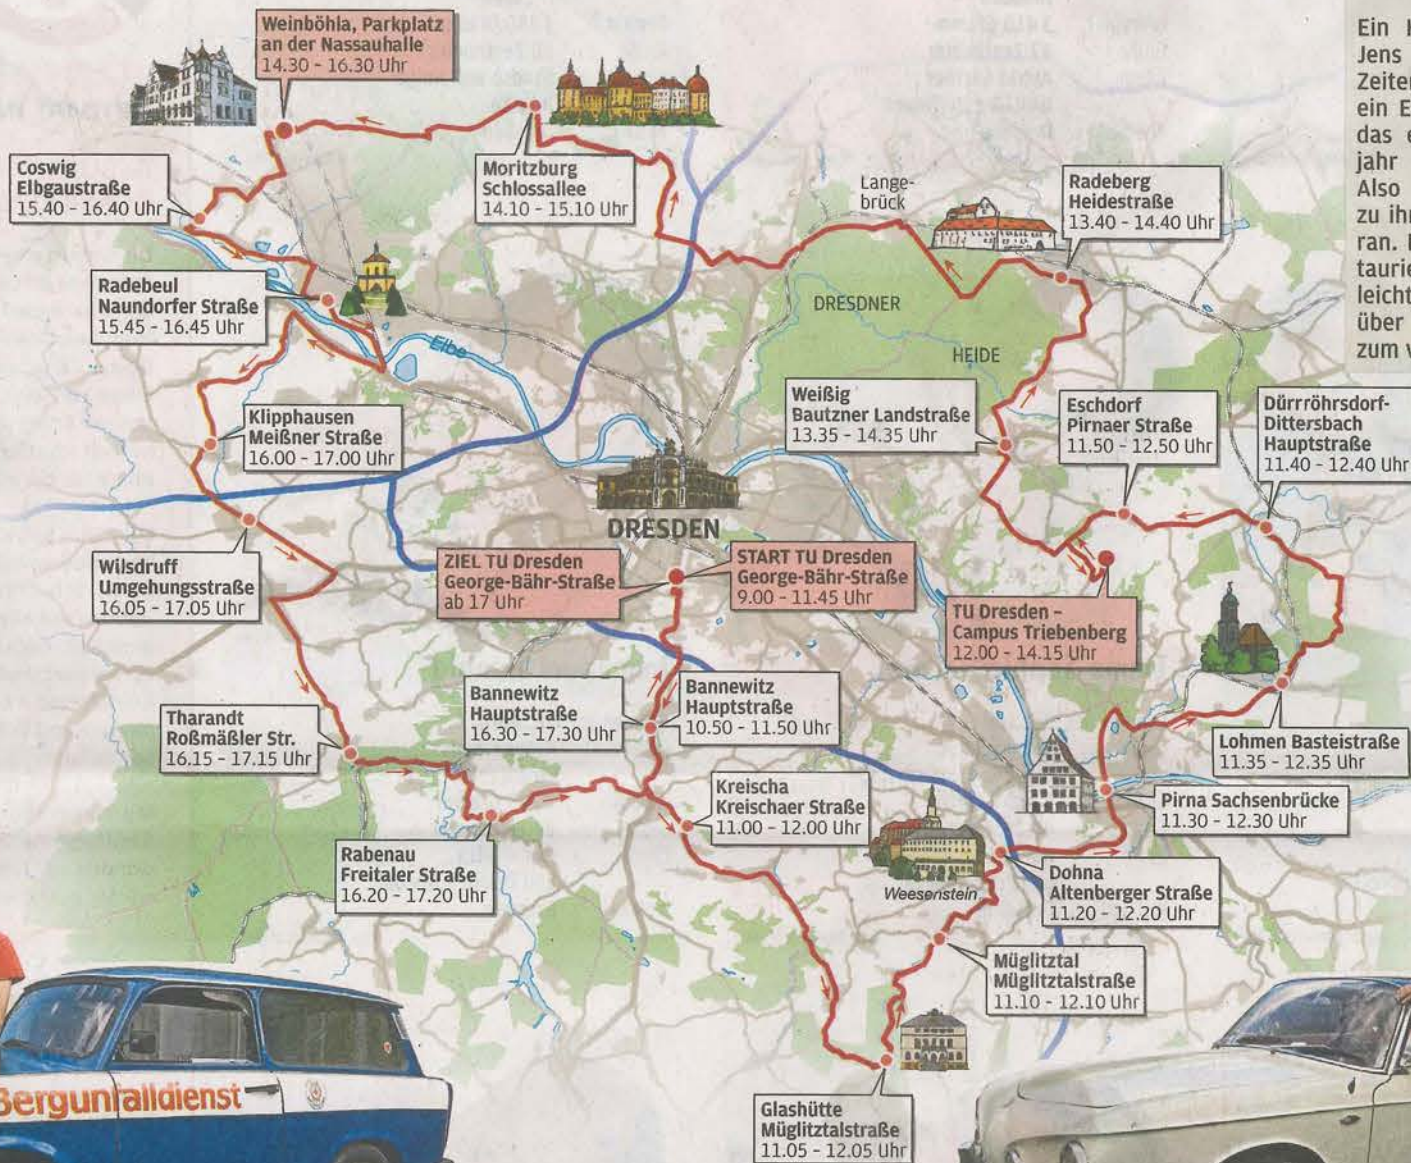 Weinböhla, Parkplatz
an der Nassauhalle
14.30 - 16.30 Uhr
Moritzburg
Schlossallee
14.10 - 15.10 Uhr
Coswig
Elbgaustraße
15.40 - 16.40 Uhr
Lange-
brück
Radeberg
Heidestraße
13.40 - 14.40 Uhr
Ein
Jens
Zeiten
ein
das
jahr
Also
zu
ran.
leicht
über
zum
Radebeul
Naundorfer Straße
15.45 - 16.45 Uhr
DRESDNER
HEIDE
Elbe
Klipphausen
Meißner Straße
16.00 - 17.00 Uhr
Weißig
Bautzner Landstraße
13.35 - 14.35 Uhr
Eschdorf
Pirnaer Straße
11.50 - 12.50 Uhr
Dürrröhrsdorf-
Dittersbach
Hauptstraße
11.40 - 12.40 Uhr
DRESDEN
Wilsdruff
Umgehungsstraße
16.05 - 17.05 Uhr
ZIEL TU Dresden
George-Bähr-Straße
ab 17 Uhr
START TU Dresden
George-Bähr-Straße
9.00 - 11.45 Uhr
TU Dresden –
Campus Triebenberg
12.00 - 14.15 Uhr
Tharandt
Roßmäßler Str.
16.15 - 17.15 Uhr
Bannewitz
Hauptstraße
16.30 - 17.30 Uhr
Bannewitz
Hauptstraße
10.50 - 11.50 Uhr
Lohmen Basteistraße
11.35 - 12.35 Uhr
Kreischa
Kreischaer Straße
11.00 - 12.00 Uhr
Pirna Sachsenbrücke
11.30 - 12.30 Uhr
Rabenau
Freitaler Straße
16.20 - 17.20 Uhr
Weesenstein
Dohna
Altenberger Straße
11.20 - 12.20 Uhr
Müglitztal
Müglitztalstraße
11.10 - 12.10 Uhr
Glashütte
Müglitztalstraße
11.05 - 12.05 Uhr
Bergunfalldienst